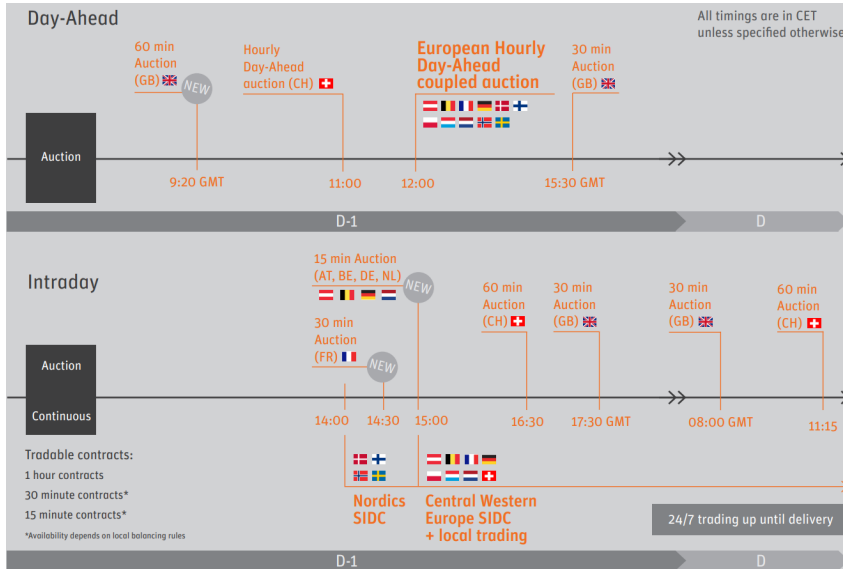 Day-Ahead
All timings are in CET
unless specified otherwise
60 min
Auction
(GB)
NEW
Hourly
Day-Ahead
auction (CH)
European Hourly
Day-Ahead
coupled auction
30 min
Auction
(GB)
Auction
9:20 GMT
11:00
12:00
15:30 GMT
D-1
D
Intraday
15 min Auction
(AT, BE, DE, NL)
NEW
30 min
Auction
(FR)
NEW
60 min
Auction
(CH)
30 min
Auction
(GB)
30 min
Auction
(GB)
60 min
Auction
(CH)
Auction
Continuous
14:00
14:30
15:00
16:30
17:30 GMT
08:00 GMT
11:15
Tradable contracts:
1 hour contracts
30 minute contracts*
15 minute contracts*
*Availability depends on local balancing rules
Nordics
SIDC
Central Western
Europe SIDC
+ local trading
24/7 trading up until delivery
D-1
D